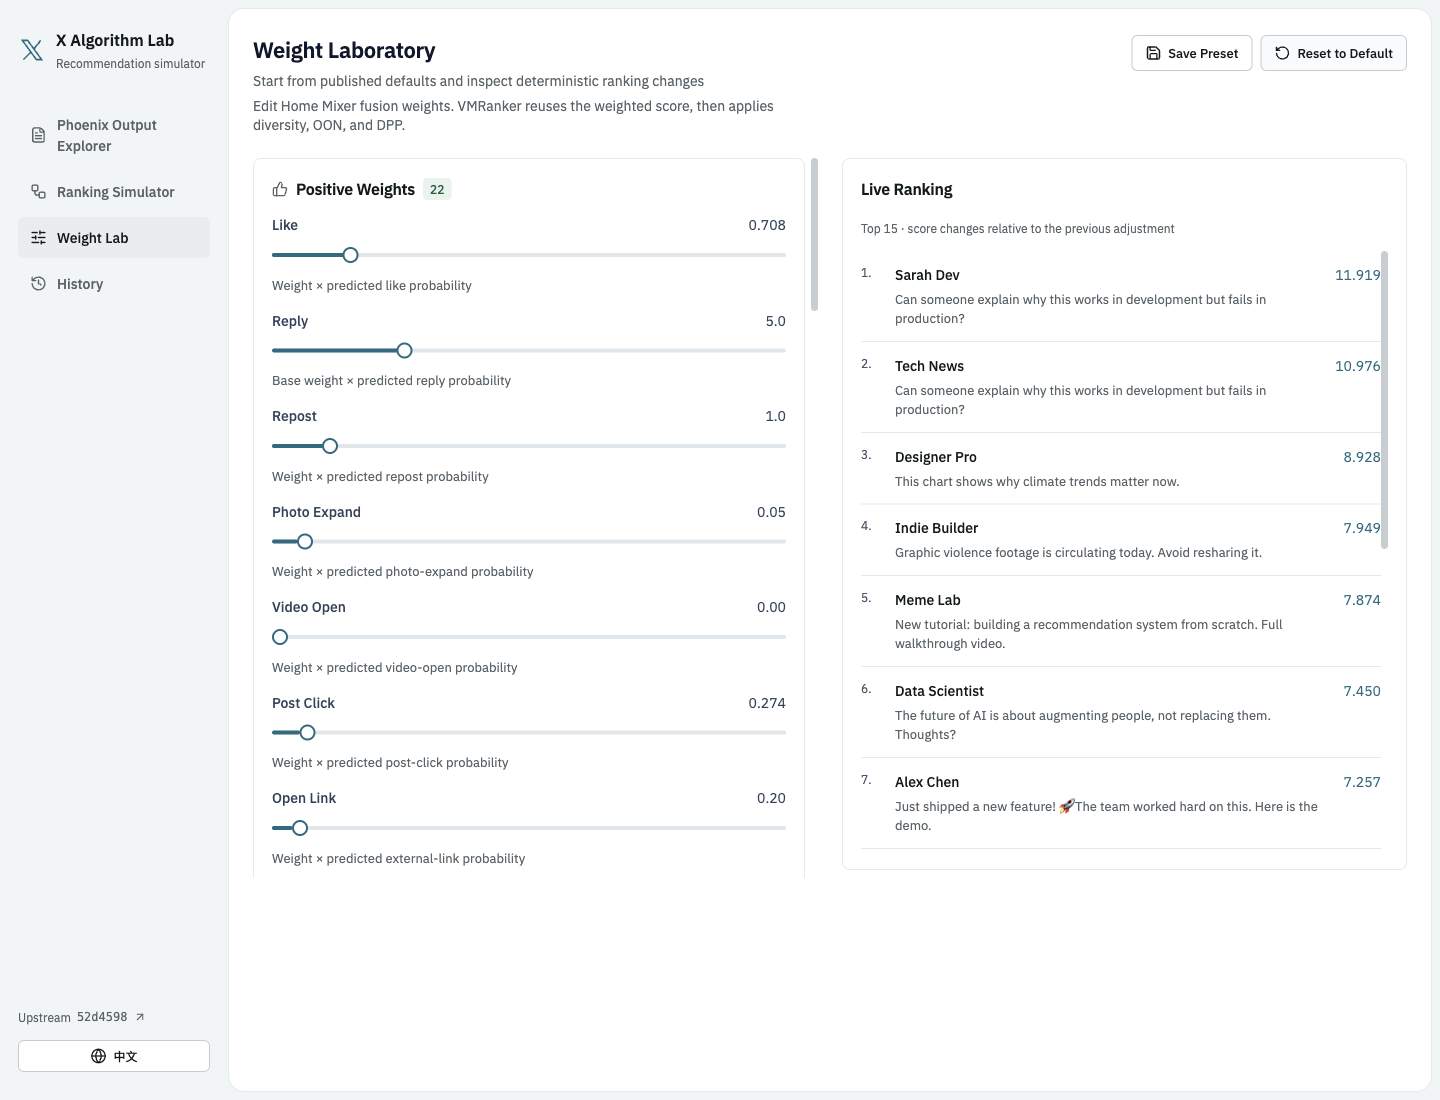 X Algorithm Lab
Recommendation simulator
Phoenix Output
Explorer
Ranking Simulator
Weight Lab
History
Upstream 52d4598
中文
Weight Laboratory
Start from published defaults and inspect deterministic ranking changes
Edit Home Mixer fusion weights. VMRanker reuses the weighted score, then applies
diversity, OON, and DPP.
Save Preset
Reset to Default
Positive Weights 22
Like 0.708
Weight × predicted like probability
Reply 5.0
Base weight × predicted reply probability
Repost 1.0
Weight × predicted repost probability
Photo Expand 0.05
Weight × predicted photo-expand probability
Video Open 0.00
Weight × predicted video-open probability
Post Click 0.274
Weight × predicted post-click probability
Open Link 0.20
Weight × predicted external-link probability
Live Ranking
Top 15 · score changes relative to the previous adjustment
1. Sarah Dev 11.919
Can someone explain why this works in development but fails in
production?
2. Tech News 10.976
Can someone explain why this works in development but fails in
production?
3. Designer Pro 8.928
This chart shows why climate trends matter now.
4. Indie Builder 7.949
Graphic violence footage is circulating today. Avoid resharing it.
5. Meme Lab 7.874
New tutorial: building a recommendation system from scratch. Full
walkthrough video.
6. Data Scientist 7.450
The future of AI is about augmenting people, not replacing them.
Thoughts?
7. Alex Chen 7.257
Just shipped a new feature! 🚀The team worked hard on this. Here is the
demo.